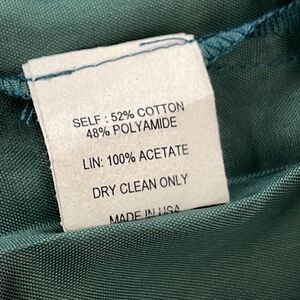 SELF : 52% COTTON
48% POLYAMIDE
LIN: 100% ACETATE
DRY CLEAN ONLY
MADE IN USA